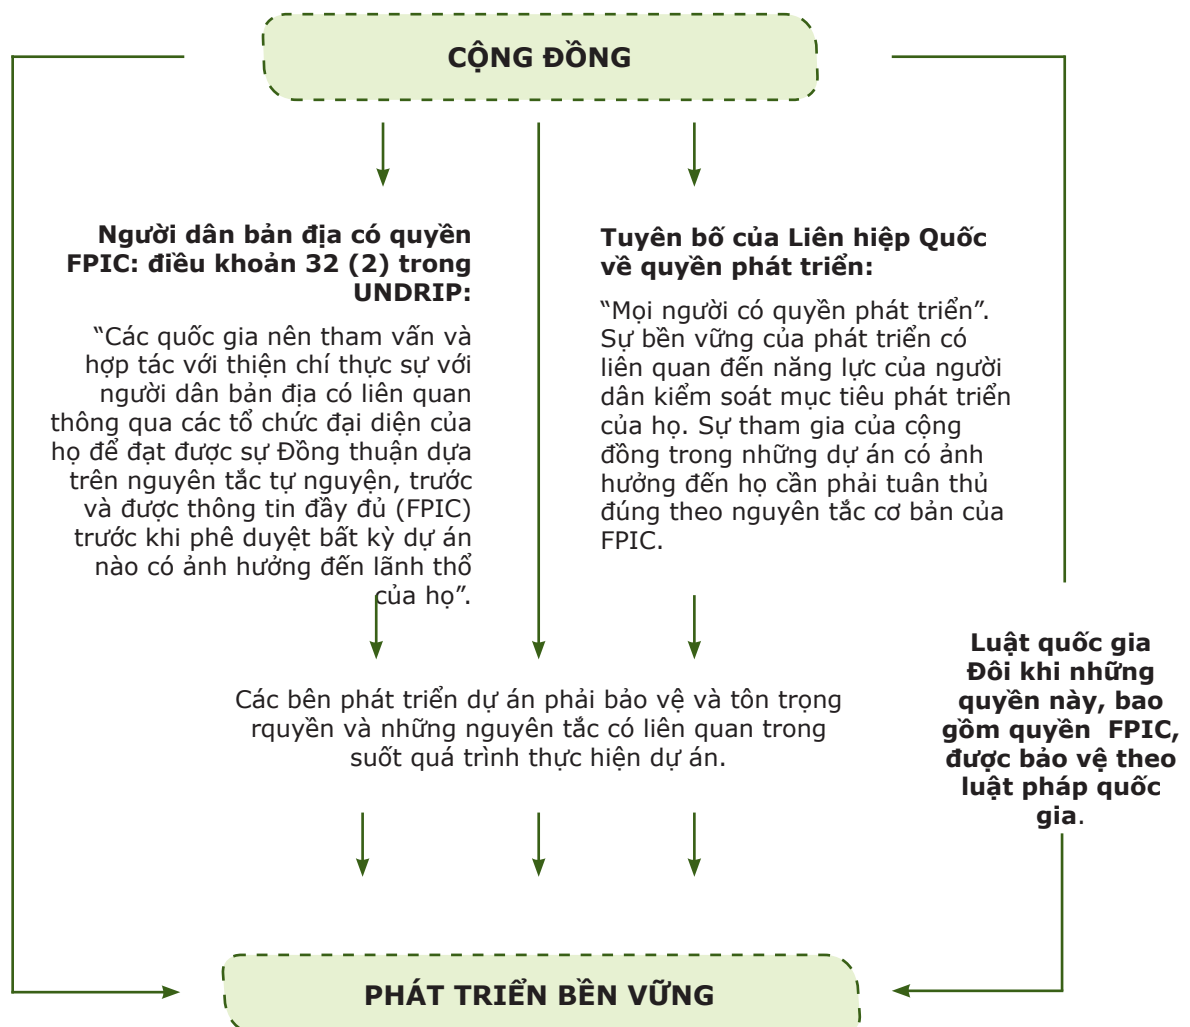 CỘNG ĐỒNG
Người dân bản địa có quyền
FPIC: điều khoản 32 (2) trong
UNDRIP:
“Các quốc gia nên tham vấn và
hợp tác với thiện chí thực sự với
người dân bản địa có liên quan
thông qua các tổ chức đại diện của
họ để đạt được sự Đồng thuận dựa
trên nguyên tắc tự nguyện, trước
và được thông tin đầy đủ (FPIC)
trước khi phê duyệt bất kỳ dự án
nào có ảnh hưởng đến lãnh thổ
của họ”.
Tuyên bố của Liên hiệp Quốc
về quyền phát triển:
“Mọi người có quyền phát triển”.
Sự bền vững của phát triển có
liên quan đến năng lực của người
dân kiểm soát mục tiêu phát triển
của họ. Sự tham gia của cộng
đồng trong những dự án có ảnh
hưởng đến họ cần phải tuân thủ
đúng theo nguyên tắc cơ bản của
FPIC.
Các bên phát triển dự án phải bảo vệ và tôn trọng
rquyền và những nguyên tắc có liên quan trong
suốt quá trình thực hiện dự án.
Luật quốc gia
Đôi khi những
quyền này, bao
gồm quyền FPIC,
được bảo vệ theo
luật pháp quốc
gia.
PHÁT TRIỂN BỀN VỮNG